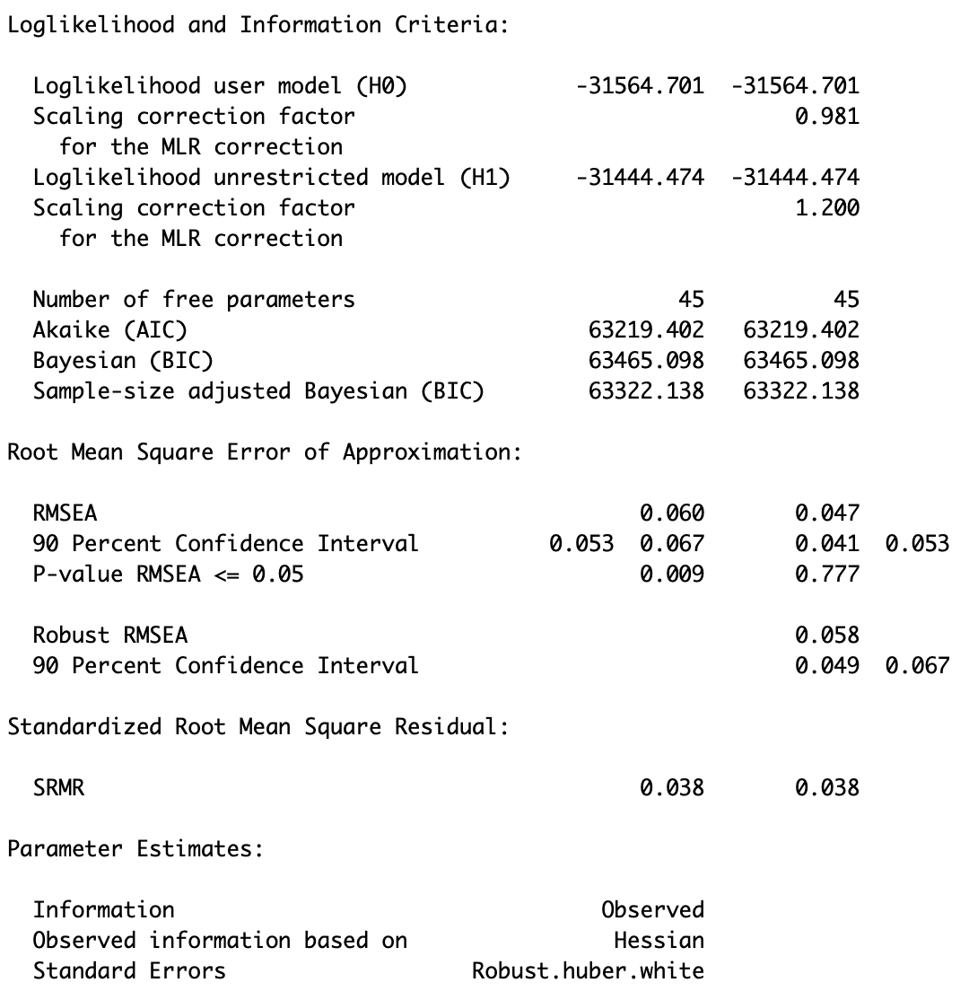 Loglikelihood and Information Criteria:
Loglikelihood user model (H0) -31564.701 -31564.701
Scaling correction factor 0.981
for the MLR correction
Loglikelihood unrestricted model (H1) -31444.474 -31444.474
Scaling correction factor 1.200
for the MLR correction
Number of free parameters 45 45
Akaike (AIC) 63219.402 63219.402
Bayesian (BIC) 63465.098 63465.098
Sample-size adjusted Bayesian (BIC) 63322.138 63322.138
Root Mean Square Error of Approximation:
RMSEA 0.060 0.047
90 Percent Confidence Interval 0.053 0.067 0.041 0.053
P-value RMSEA <= 0.05 0.009 0.777
Robust RMSEA 0.058
90 Percent Confidence Interval 0.049 0.067
Standardized Root Mean Square Residual:
SRMR 0.038 0.038
Parameter Estimates:
Information Observed
Observed information based on Hessian
Standard Errors Robust.huber.white